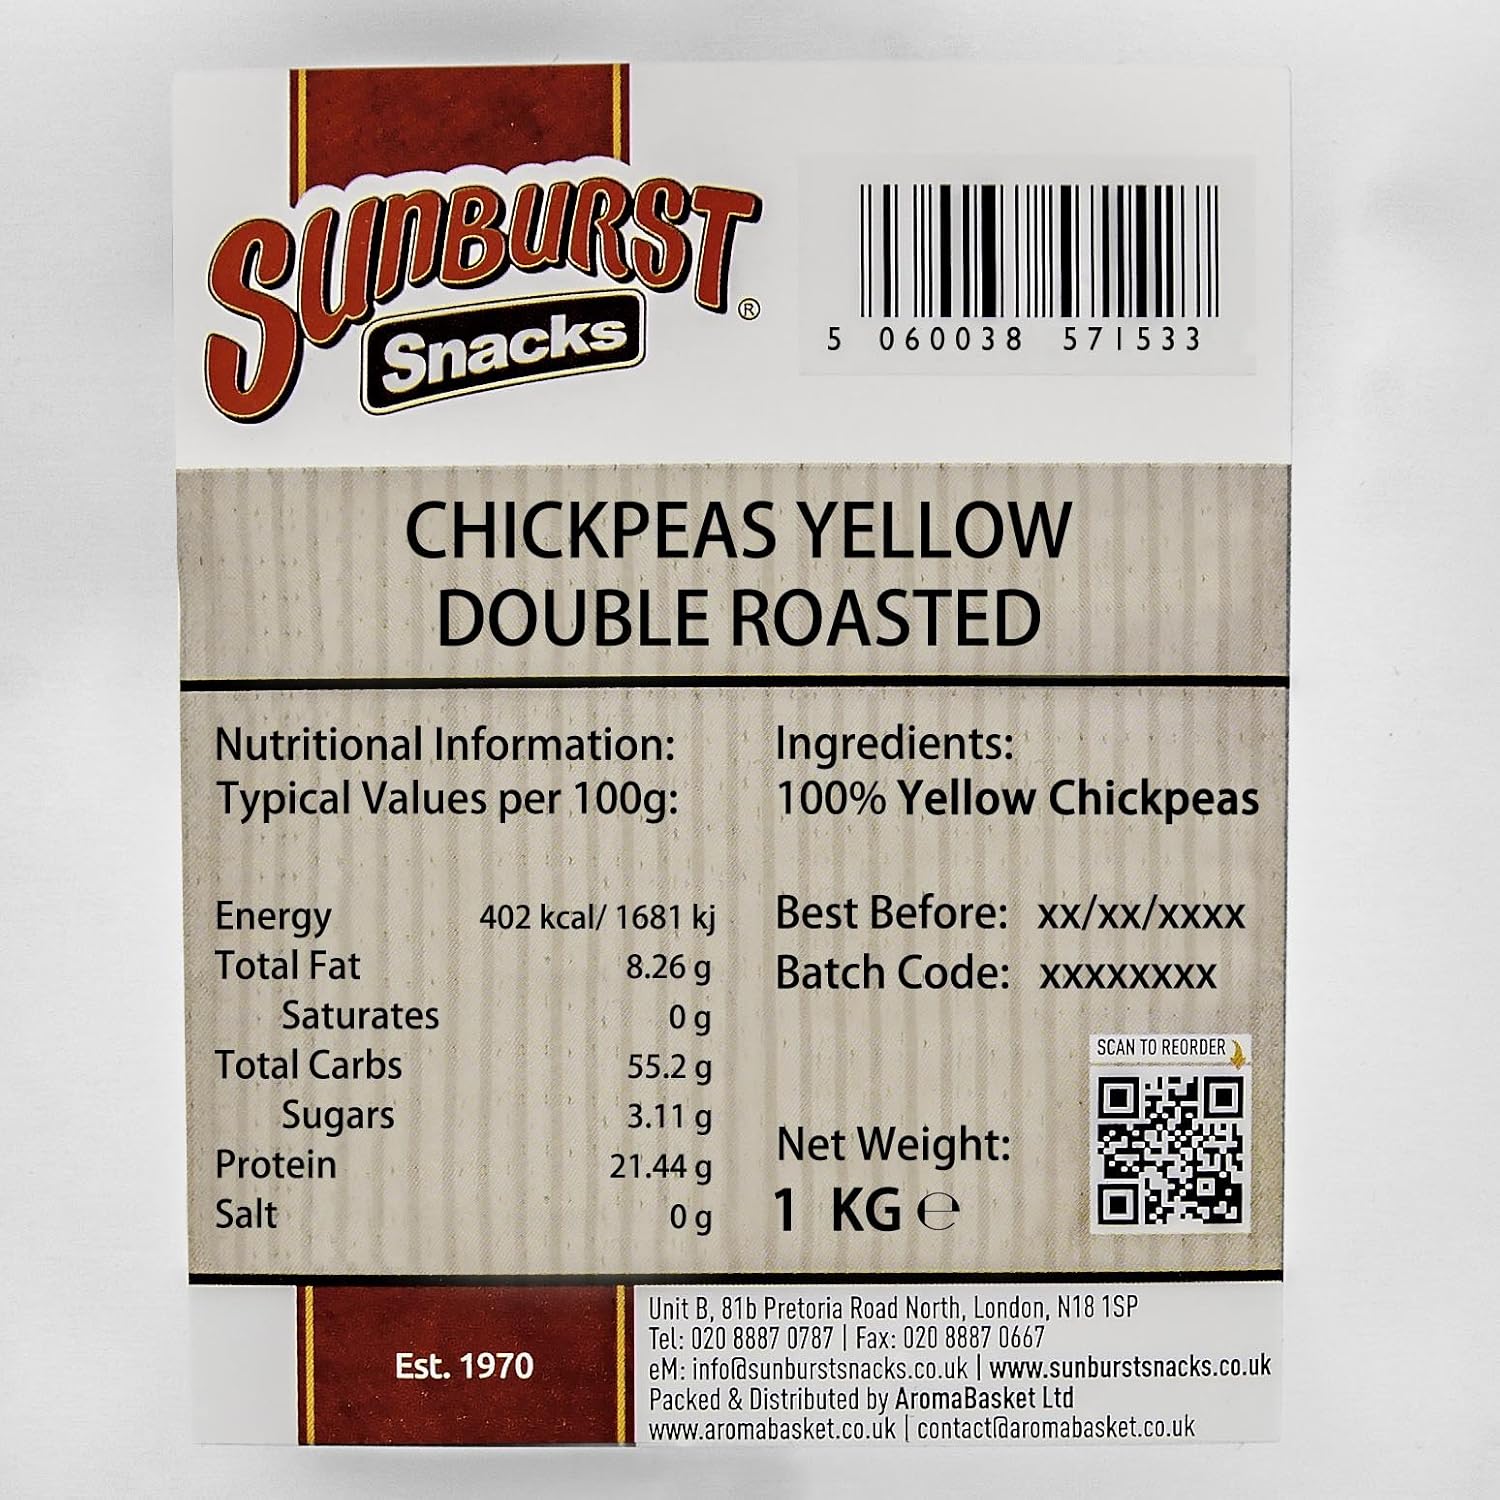 SUNBURST
Snacks
®
5 060038 571533
CHICKPEAS YELLOW
DOUBLE ROASTED
Nutritional Information:
Typical Values per 100g:
Energy 402 kcal/ 1681 kj
Total Fat 8.26 g
Saturates 0 g
Total Carbs 55.2 g
Sugars 3.11 g
Protein 21.44 g
Salt 0 g
Ingredients:
100% Yellow Chickpeas
Best Before: xx/xx/xxxx
Batch Code: xxxxxxxx
SCAN TO REORDER
Net Weight:
1 KG ℮
Est. 1970
Unit B, 81b Pretoria Road North, London, N18 1SP
Tel: 020 8887 0787 | Fax: 020 8887 0667
eM: info@sunburstsnacks.co.uk | www.sunburstsnacks.co.uk
Packed & Distributed by AromaBasket Ltd
www.aromabasket.co.uk | contact@aromabasket.co.uk